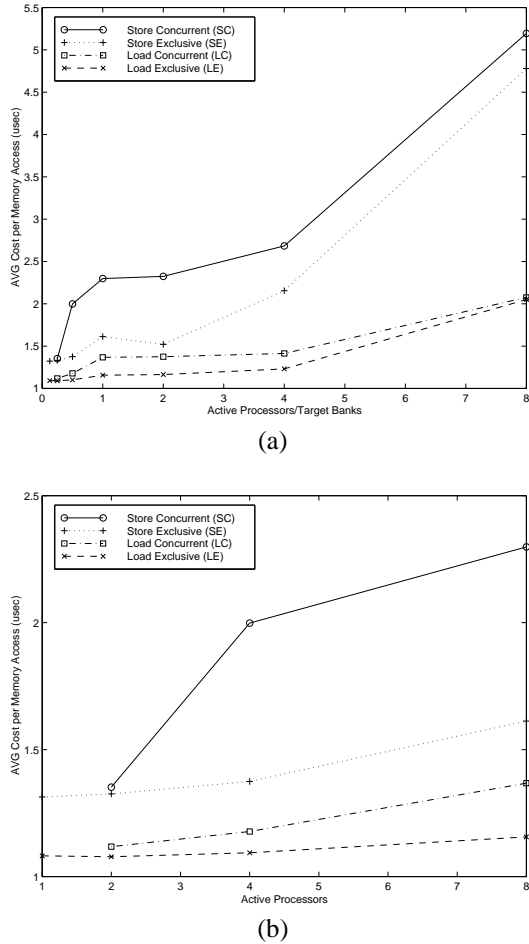 5.5
5
4.5
4
3.5
3
2.5
2
1.5
1
AVG Cost per Memory Access (usec)
Store Concurrent (SC)
Store Exclusive (SE)
Load Concurrent (LC)
Load Exclusive (LE)
0 1 2 3 4 5 6 7 8
Active Processors/Target Banks
(a)
2.5
2
1.5
1
AVG Cost per Memory Access (usec)
Store Concurrent (SC)
Store Exclusive (SE)
Load Concurrent (LC)
Load Exclusive (LE)
1 2 3 4 5 6 7 8
Active Processors
(b)